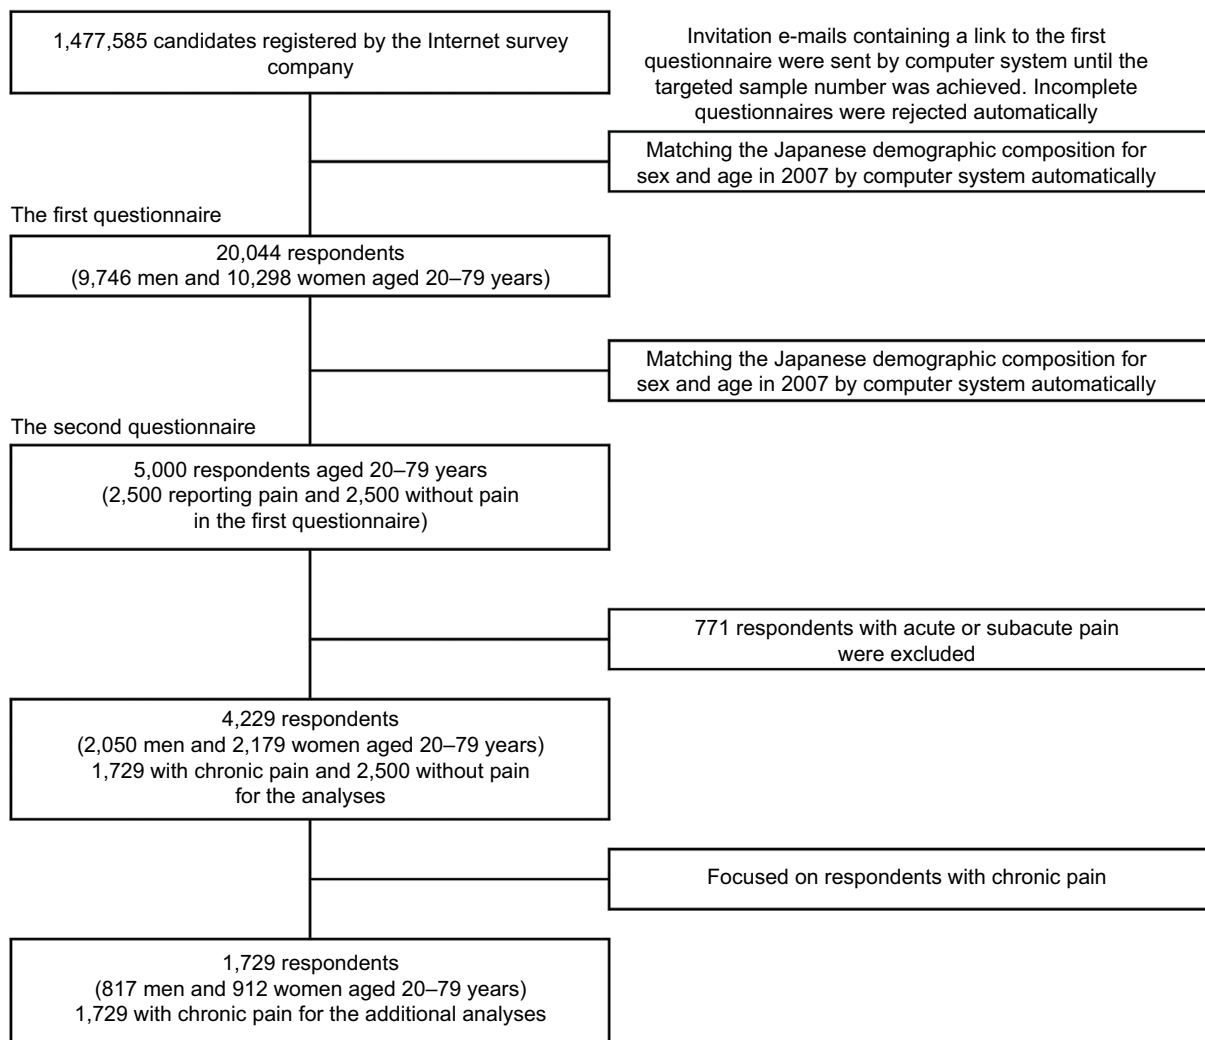 1,477,585 candidates registered by the Internet survey
company
Invitation e-mails containing a link to the first
questionnaire were sent by computer system until the
targeted sample number was achieved. Incomplete
questionnaires were rejected automatically
Matching the Japanese demographic composition for
sex and age in 2007 by computer system automatically
The first questionnaire
20,044 respondents
(9,746 men and 10,298 women aged 20–79 years)
Matching the Japanese demographic composition for
sex and age in 2007 by computer system automatically
The second questionnaire
5,000 respondents aged 20–79 years
(2,500 reporting pain and 2,500 without pain
in the first questionnaire)
771 respondents with acute or subacute pain
were excluded
4,229 respondents
(2,050 men and 2,179 women aged 20–79 years)
1,729 with chronic pain and 2,500 without pain
for the analyses
Focused on respondents with chronic pain
1,729 respondents
(817 men and 912 women aged 20–79 years)
1,729 with chronic pain for the additional analyses